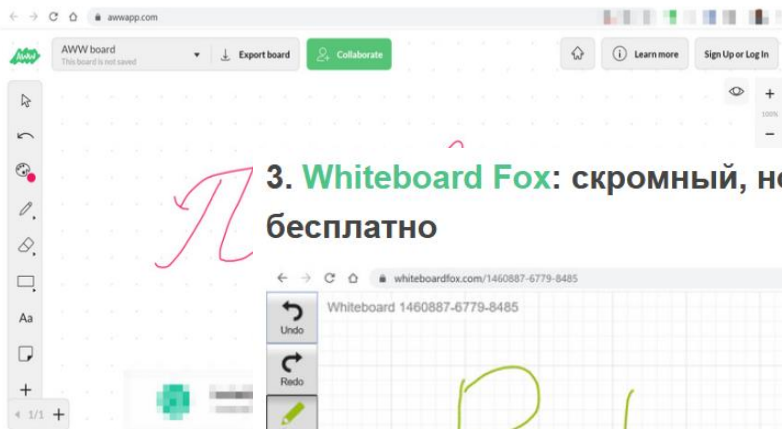 awwapp.com
AWW board
This board is not saved
Export board
Collaborate
Learn more
Sign Up or Log In
100%
Aa
1/1
3. Whiteboard Fox: скромный, н
бесплатно
whiteboardfox.com/1460887-6779-8485
Whiteboard 1460887-6779-8485
Undo
Redo